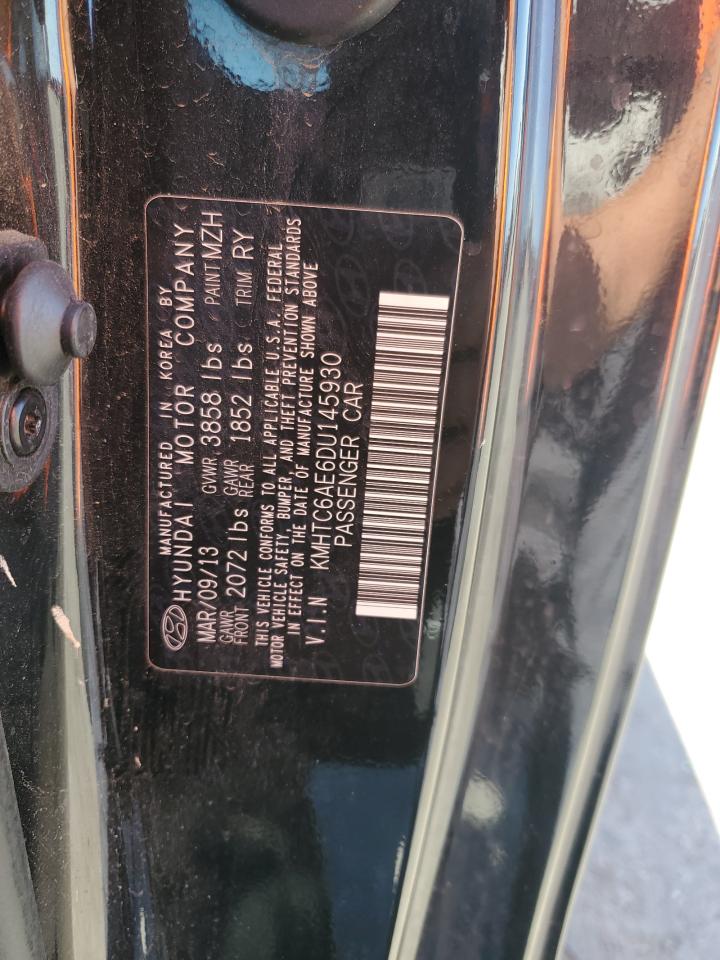 MANUFACTURED IN KOREA BY
HYUNDAI MOTOR COMPANY
MAR/09/13 GVWR 3858 lbs PAINT MZH
GAWR FRONT 2072 lbs GAWR REAR 1852 lbs TRIM RY
THIS VEHICLE CONFORMS TO ALL APPLICABLE U.S.A. FEDERAL
MOTOR VEHICLE SAFETY, BUMPER, AND THEFT PREVENTION STANDARDS
IN EFFECT ON THE DATE OF MANUFACTURE SHOWN ABOVE
V.I.N KMHTC6AE6DU145930
PASSENGER CAR